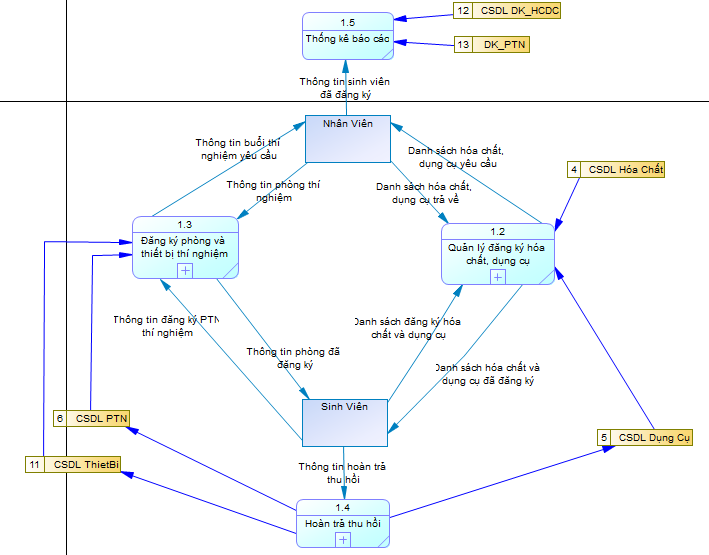 12 CSDL DK_HCDC
1.5
Thống kê báo cáo
13 DK_PTN
Thông tin sinh viên
đã đăng ký
Nhân Viên
Thông tin buổi thí
nghiệm yêu cầu
Danh sách hóa chất,
dụng cụ yêu cầu
4 CSDL Hóa Chất
Thông tin phòng thí
nghiệm
Danh sách hóa chất,
dụng cụ trả về
1.3
Đăng ký phòng và
thiết bị thí nghiệm
1.2
Quản lý đăng ký hóa
chất, dụng cụ
Thông tin đăng ký PTN
thí nghiệm
Danh sách đăng ký hóa
chất và dụng cụ
Thông tin phòng đã
đăng ký
Danh sách hóa chất và
dụng cụ đã đăng ký
Sinh Viên
6 CSDL PTN
5 CSDL Dụng Cụ
11 CSDL ThietBi
Thông tin hoàn trả
thu hồi
1.4
Hoàn trả thu hồi